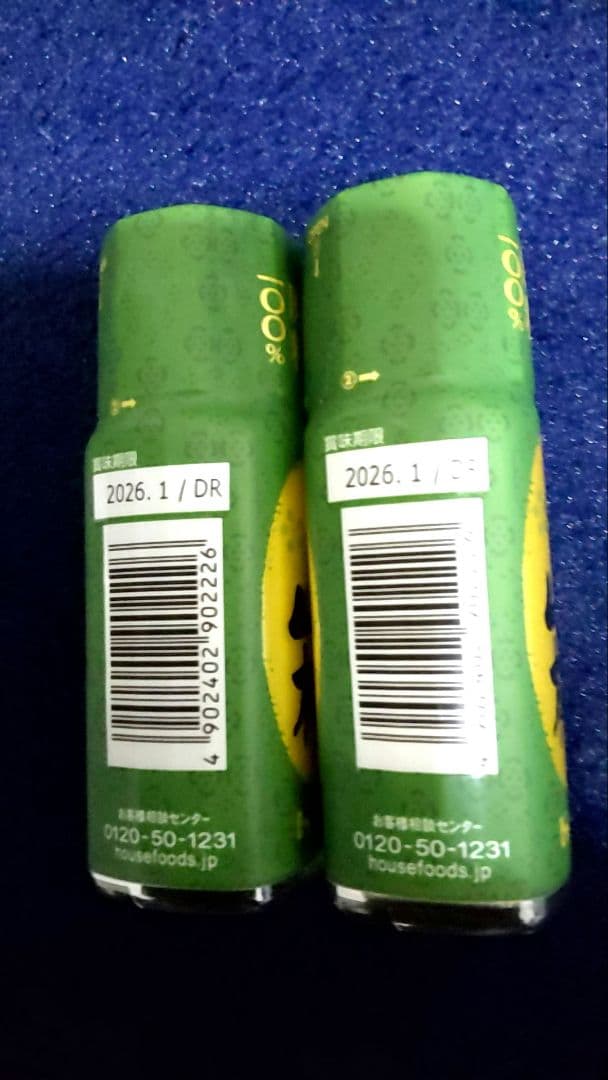 100%
賞味期限
2026. 1 / DR
4 902402 902226
お客様相談センター
0120-50-1231
housefoods.jp
100%
②→
賞味期限
2026. 1 / DR
お客様相談センター
0120-50-1231
housefoods.jp